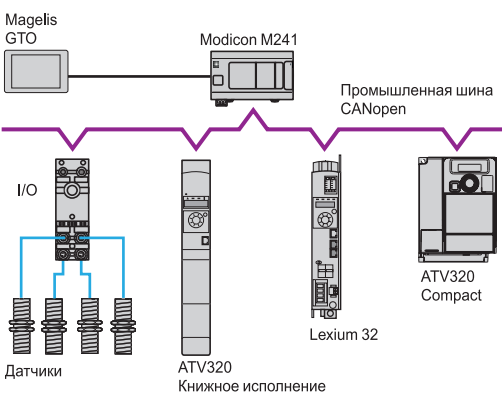 Magelis
GTO
Modicon M241
Промышленная шина
CANopen
I/O
ATV320
Compact
Lexium 32
Датчики
ATV320
Книжное исполнение